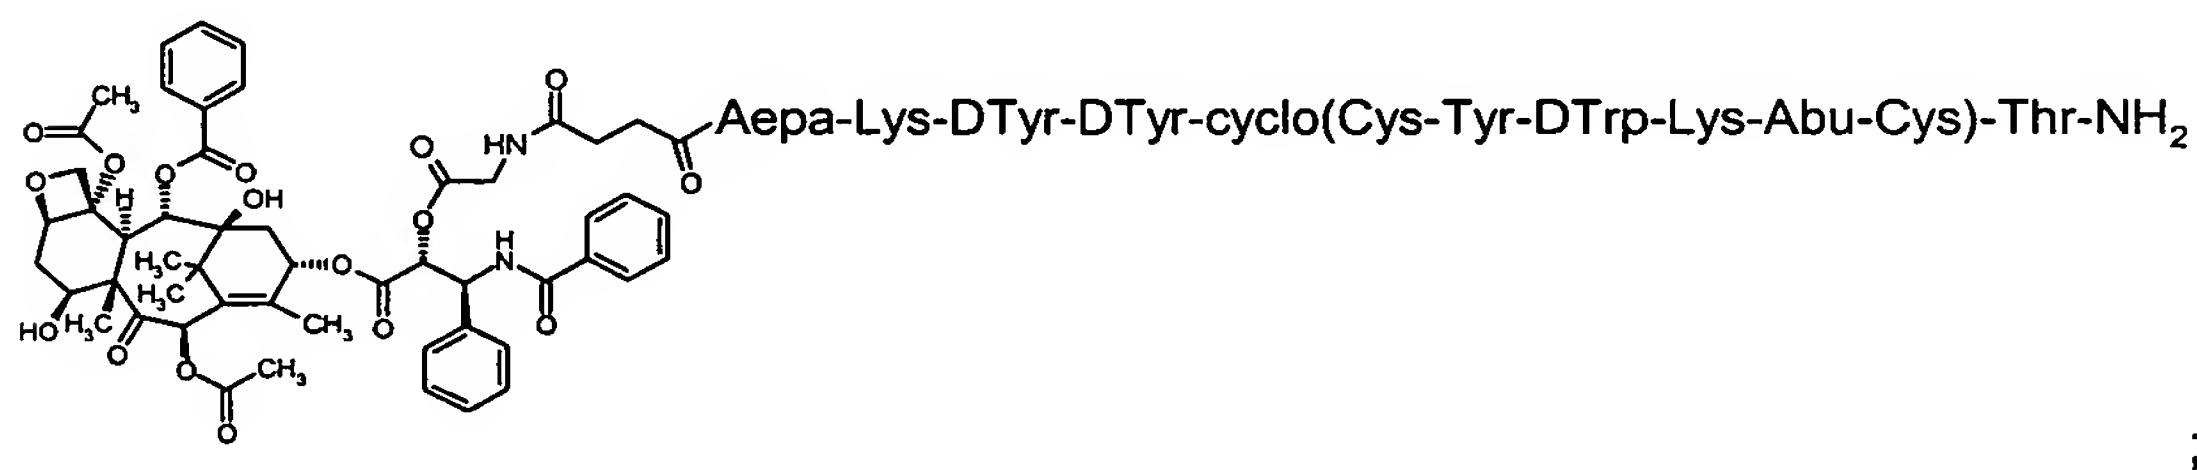 Aepa-Lys-DTyr-DTyr-cyclo(Cys-Tyr-DTrp-Lys-Abu-Cys)-Thr-NH2
O
CH3
O
HN
O
O
O
O
O
O
O
O
H
OH
O
H
N
H3C
O
H3C
O
O
HO
H3C
CH3
O
O
CH3
O
;